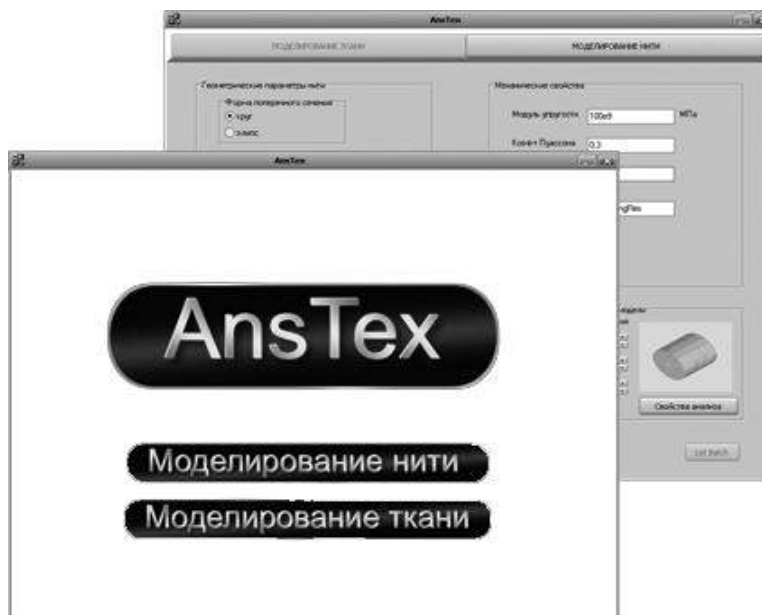 AnsTex
МОДЕЛИРОВАНИЕ ТКАНИ
МОДЕЛИРОВАНИЕ НИТИ
Геометрические параметры нити
Форма поперечного сечения
круг
эллипс
Механические свойства
Модуль упругости 100e9 МПа
Коэф-т Пуассона 0.3
AnsTex
AnsTex
Моделирование нити
Моделирование ткани
Свойства анализа